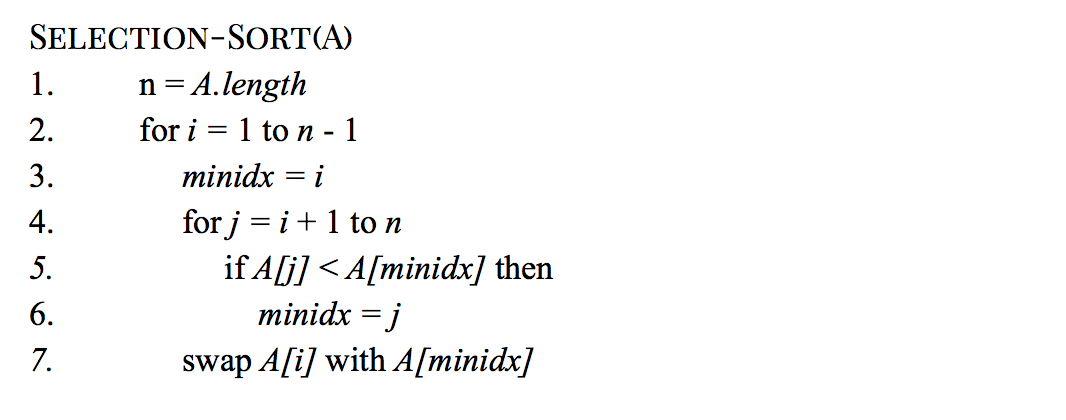 SELECTION-SORT(A)
1. n = A.length
2. for i = 1 to n - 1
3. minidx = i
4. for j = i + 1 to n
5. if A[j] < A[minidx] then
6. minidx = j
7. swap A[i] with A[minidx]